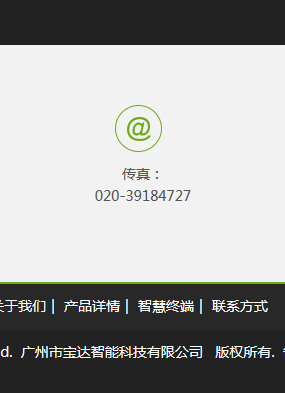 @
传真：
020-39184727
关于我们│ 产品详情│ 智慧终端│ 联系方式
d. 广州市宝达智能科技有限公司 版权所有.